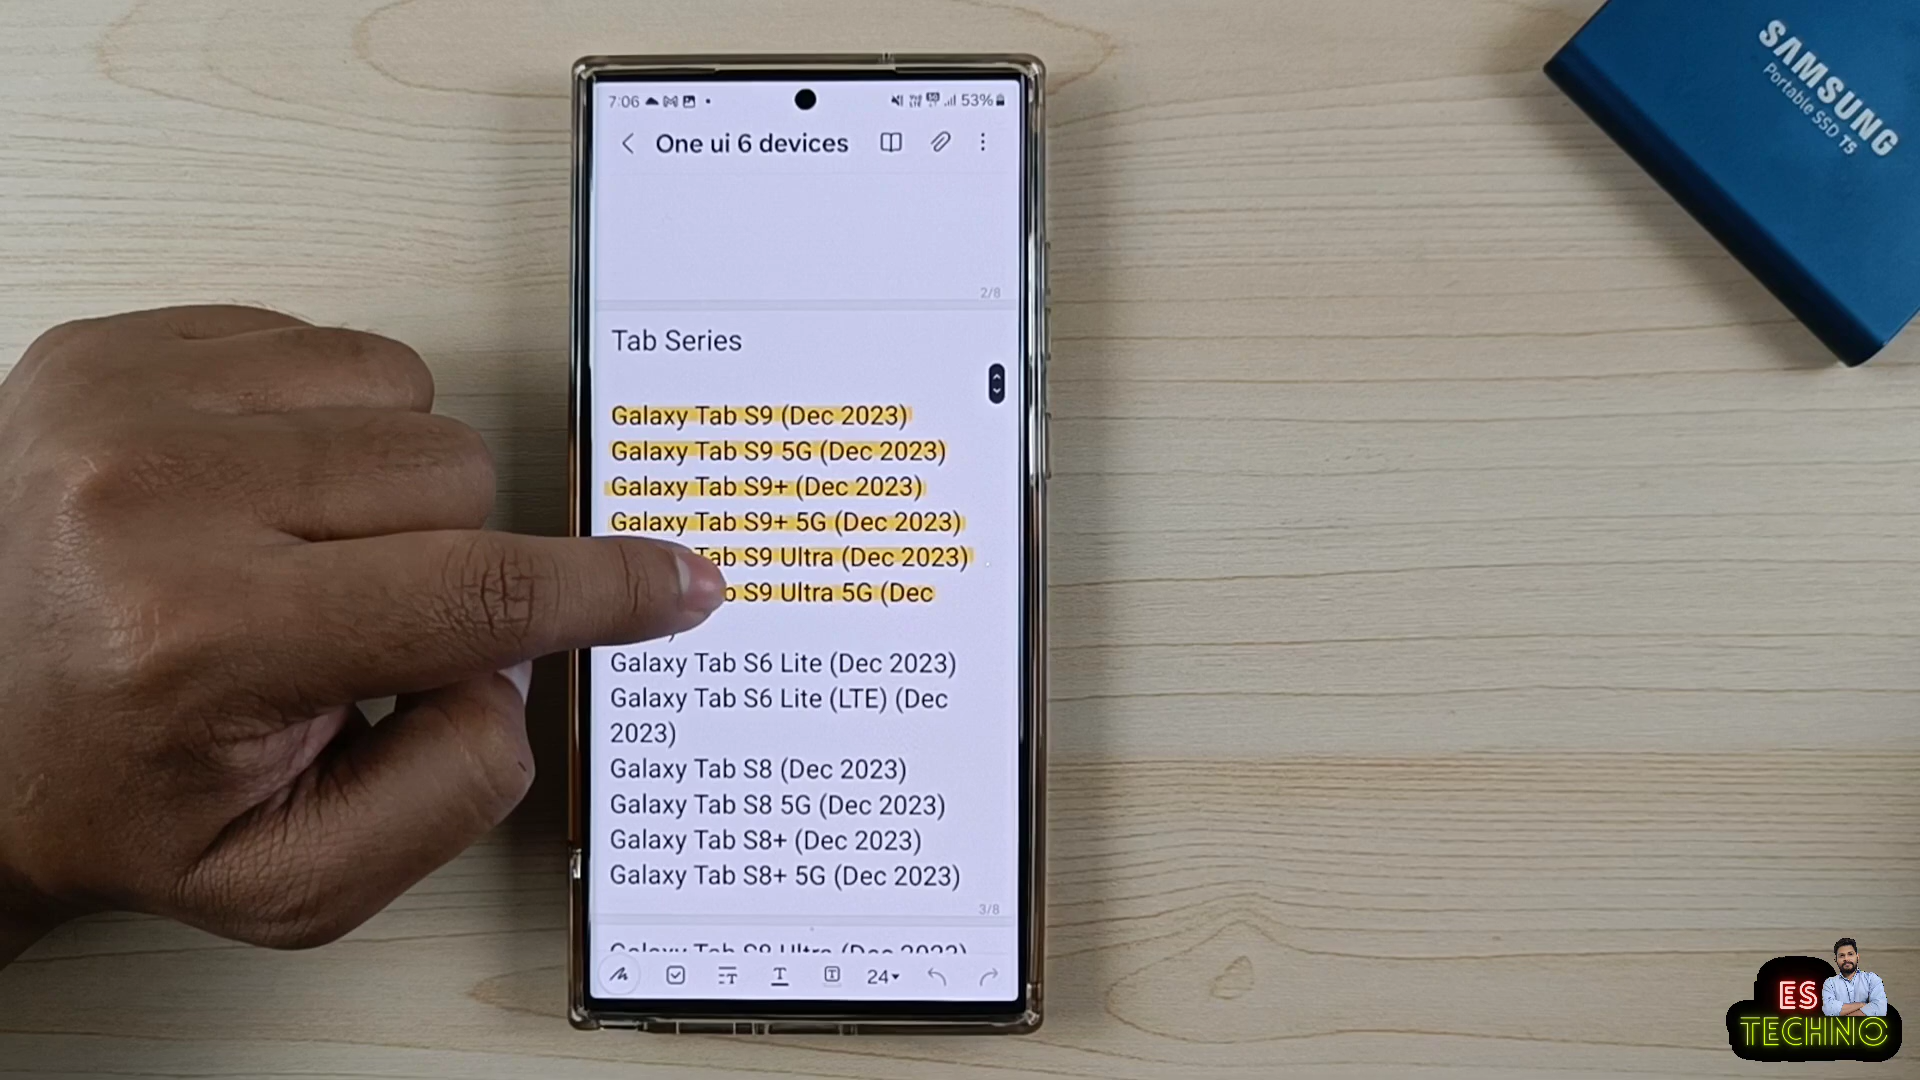 7:06
53%
One ui 6 devices
2/8
Tab Series
Galaxy Tab S9 (Dec 2023)
Galaxy Tab S9 5G (Dec 2023)
Galaxy Tab S9+ (Dec 2023)
Galaxy Tab S9+ 5G (Dec 2023)
Tab S9 Ultra (Dec 2023)
S9 Ultra 5G (Dec
Galaxy Tab S6 Lite (Dec 2023)
Galaxy Tab S6 Lite (LTE) (Dec
2023)
Galaxy Tab S8 (Dec 2023)
Galaxy Tab S8 5G (Dec 2023)
Galaxy Tab S8+ (Dec 2023)
Galaxy Tab S8+ 5G (Dec 2023)
3/8
24
SAMSUNG
Portable SSD T5
ES
TECHNO